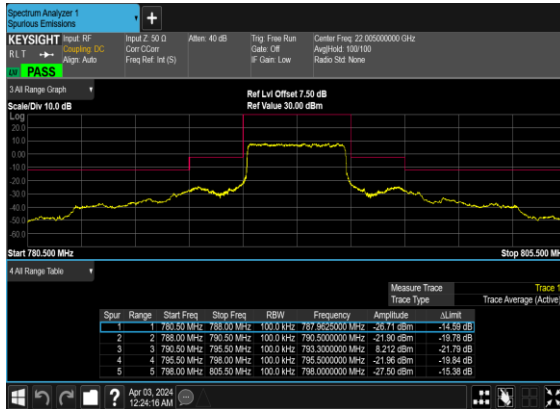 Spectrum Analyzer 1
Spurious Emissions
+
KEYSIGHT Input: RF Input Z: 50 Ω Atten: 40 dB Trig: Free Run Center Freq: 22.005000000 GHz
RLT Coupling: DC Corr CCorr Gate: Off Avg|Hold: 100/100
Align: Auto Freq Ref: Int (S) IF Gain: Low Radio Std: None
PASS
3 All Range Graph
Ref Lvl Offset 7.50 dB
Scale/Div 10.0 dB Ref Value 30.00 dBm
Log
20.0
10.0
0.00
-10.0
-20.0
-30.0
-40.0
-50.0
-60.0
Start 780.500 MHz Stop 805.500 MH
4 All Range Table
Measure Trace Trace 1
Trace Type Trace Average (Active)
Spur Range Start Freq Stop Freq RBW Frequency Amplitude ΔLimit
1 1 780.50 MHz 788.00 MHz 100.0 kHz 787.9625000 MHz -26.71 dBm -14.59 dB
2 2 788.00 MHz 790.50 MHz 100.0 kHz 790.5000000 MHz -21.90 dBm -19.78 dB
3 3 790.50 MHz 795.50 MHz 100.0 kHz 793.3000000 MHz 8.212 dBm -21.79 dB
4 4 795.50 MHz 798.00 MHz 100.0 kHz 795.5000000 MHz -21.96 dBm -19.84 dB
5 5 798.00 MHz 805.50 MHz 100.0 kHz 798.0000000 MHz -27.50 dBm -15.38 dB
? Apr 03, 2024
12:24:16 AM